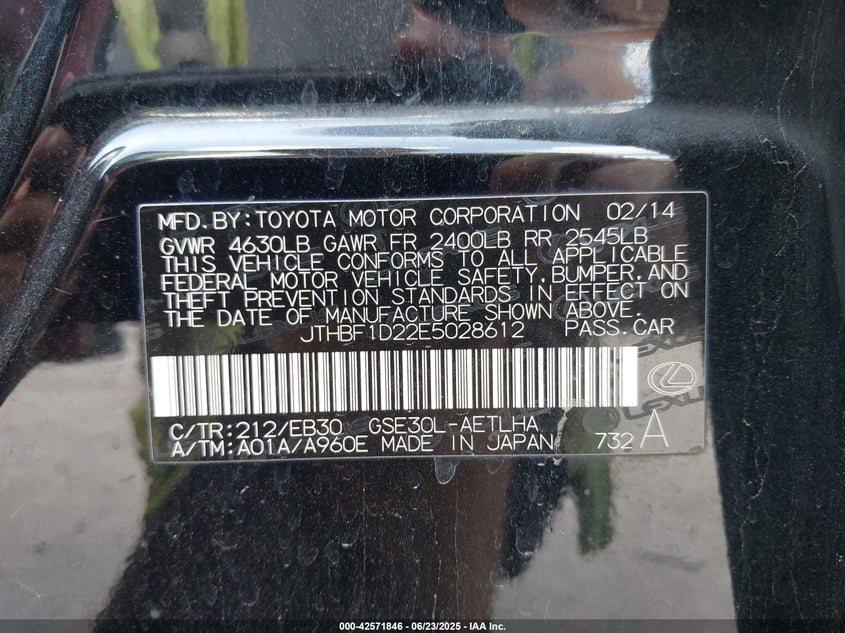 MFD.BY:TOYOTA MOTOR CORPORATION 02/14
GVWR 4630LB GAWR FR 2400LB RR 2545LB
THIS VEHICLE CONFORMS TO ALL APPLICABLE
FEDERAL MOTOR VEHICLE SAFETY, BUMPER, AND
THEFT PREVENTION STANDARDS IN EFFECT ON
THE DATE OF MANUFACTURE SHOWN ABOVE.
JTHBF1D22E5028612 PASS.CAR
C/TR:212/EB30 GSE30L-AETLHA
A/TM:A01A/A960E MADE IN JAPAN 732 A
000-42571846 - 06/23/2025 - IAA Inc.